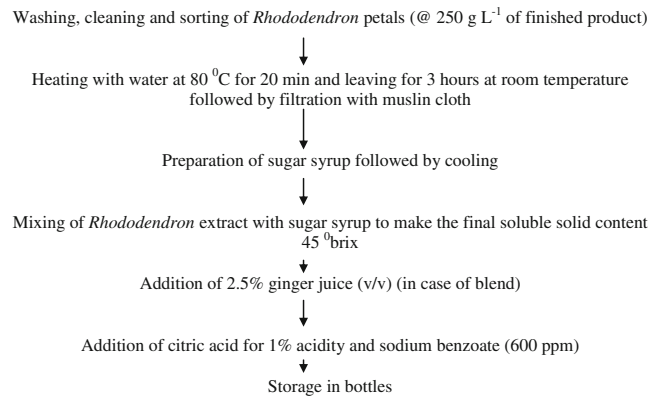 Washing, cleaning and sorting of Rhododendron petals (@ 250 g L⁻¹ of finished product)
Heating with water at 80 ⁰C for 20 min and leaving for 3 hours at room temperature
followed by filtration with muslin cloth
Preparation of sugar syrup followed by cooling
Mixing of Rhododendron extract with sugar syrup to make the final soluble solid content
45 ⁰brix
Addition of 2.5% ginger juice (v/v) (in case of blend)
Addition of citric acid for 1% acidity and sodium benzoate (600 ppm)
Storage in bottles